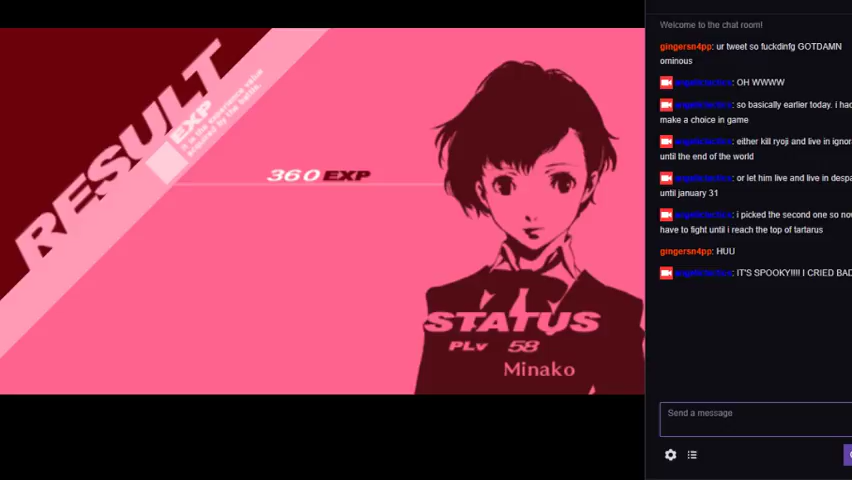 RESULT
EXP
It is the experience value
acquired by the battle.
360 EXP
STATUS
PLv 58
Minako
Welcome to the chat room!
gingersn4pp: ur tweet so fuckdinfg GOTDAMN
ominous
: OH WWWW
: so basically earlier today. i had
make a choice in game
: either kill ryoji and live in ignor
until the end of the world
: or let him live and live in despa
until january 31
: i picked the second one so now
have to fight until i reach the top of tartarus
gingersn4pp: HUU
: IT'S SPOOKY!!!! I CRIED BAD
Send a message